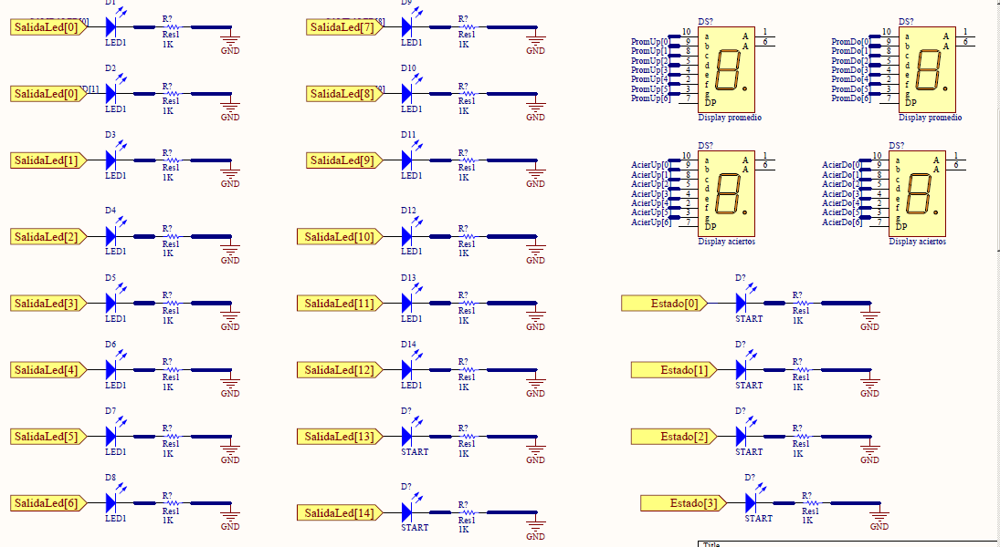 D1
SalidaLed[0]
LED1
R?
Res1
1K
GND
D2
SalidaLed[0]
LED1
R?
Res1
1K
GND
D3
SalidaLed[1]
LED1
R?
Res1
1K
GND
D4
SalidaLed[2]
LED1
R?
Res1
1K
GND
D5
SalidaLed[3]
LED1
R?
Res1
1K
GND
D6
SalidaLed[4]
LED1
R?
Res1
1K
GND
D7
SalidaLed[5]
LED1
R?
Res1
1K
GND
D8
SalidaLed[6]
LED1
R?
Res1
1K
GND
D9
SalidaLed[7]
LED1
R?
Res1
1K
GND
D10
SalidaLed[8]
LED1
R?
Res1
1K
GND
D11
SalidaLed[9]
LED1
R?
Res1
1K
GND
D12
SalidaLed[10]
LED1
R?
Res1
1K
GND
D13
SalidaLed[11]
LED1
R?
Res1
1K
GND
D14
SalidaLed[12]
LED1
R?
Res1
1K
GND
D?
SalidaLed[13]
START
R?
Res1
1K
GND
D?
SalidaLed[14]
START
R?
Res1
1K
GND
DS?
10 a A 1
PromUp[0] 9 b A 6
PromUp[1] 8 c
PromUp[2] 5 d
PromUp[3] 4 e
PromUp[4] 2 f
PromUp[5] 3 g
PromUp[6] 7 DP
Display promedio
DS?
10 a A 1
PromDo[0] 9 b A 6
PromDo[1] 8 c
PromDo[2] 5 d
PromDo[3] 4 e
PromDo[4] 2 f
PromDo[5] 3 g
PromDo[6] 7 DP
Display promedio
DS?
10 a A 1
AcierUp[0] 9 b A 6
AcierUp[1] 8 c
AcierUp[2] 5 d
AcierUp[3] 4 e
AcierUp[4] 2 f
AcierUp[5] 3 g
AcierUp[6] 7 DP
Display aciertos
DS?
10 a A 1
AcierDo[0] 9 b A 6
AcierDo[1] 8 c
AcierDo[2] 5 d
AcierDo[3] 4 e
AcierDo[4] 2 f
AcierDo[5] 3 g
AcierDo[6] 7 DP
Display aciertos
D?
Estado[0]
START
R?
Res1
1K
GND
D?
Estado[1]
START
R?
Res1
1K
GND
D?
Estado[2]
START
R?
Res1
1K
GND
D?
Estado[3]
START
R?
Res1
1K
GND
Title